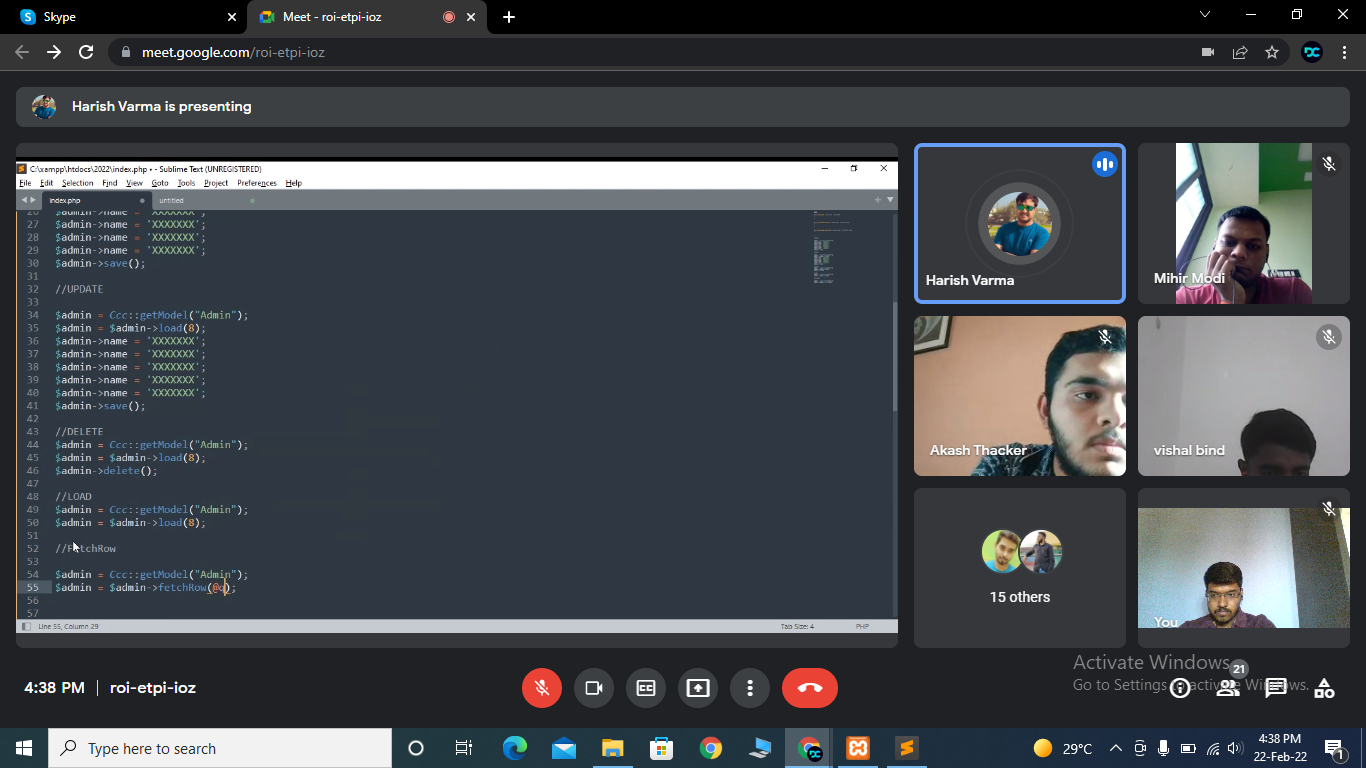 Skype
Meet - roi-etpi-ioz
meet.google.com/roi-etpi-ioz
Harish Varma is presenting
C:\xampp\htdocs\2022\index.php • - Sublime Text (UNREGISTERED)
File Edit Selection Find View Goto Tools Project Preferences Help
index.php untitled
26 $admin->name = 'XXXXXXX';
27 $admin->name = 'XXXXXXX';
28 $admin->name = 'XXXXXXX';
29 $admin->name = 'XXXXXXX';
30 $admin->save();
31
32 //UPDATE
33
34 $admin = Ccc::getModel("Admin");
35 $admin = $admin->load(8);
36 $admin->name = 'XXXXXXX';
37 $admin->name = 'XXXXXXX';
38 $admin->name = 'XXXXXXX';
39 $admin->name = 'XXXXXXX';
40 $admin->name = 'XXXXXXX';
41 $admin->save();
42
43 //DELETE
44 $admin = Ccc::getModel("Admin");
45 $admin = $admin->load(8);
46 $admin->delete();
47
48 //LOAD
49 $admin = Ccc::getModel("Admin");
50 $admin = $admin->load(8);
51
52 //FetchRow
53
54 $admin = Ccc::getModel("Admin");
55 $admin = $admin->fetchRow(@q);
56
57
Line 55, Column 29 Tab Size: 4 PHP
Harish Varma
Mihir Modi
Akash Thacker
vishal bind
15 others
You
Activate Windows
Go to Settings to activate Windows.
21
4:38 PM | roi-etpi-ioz
Type here to search
DC
29°C
4:38 PM
22-Feb-22
1